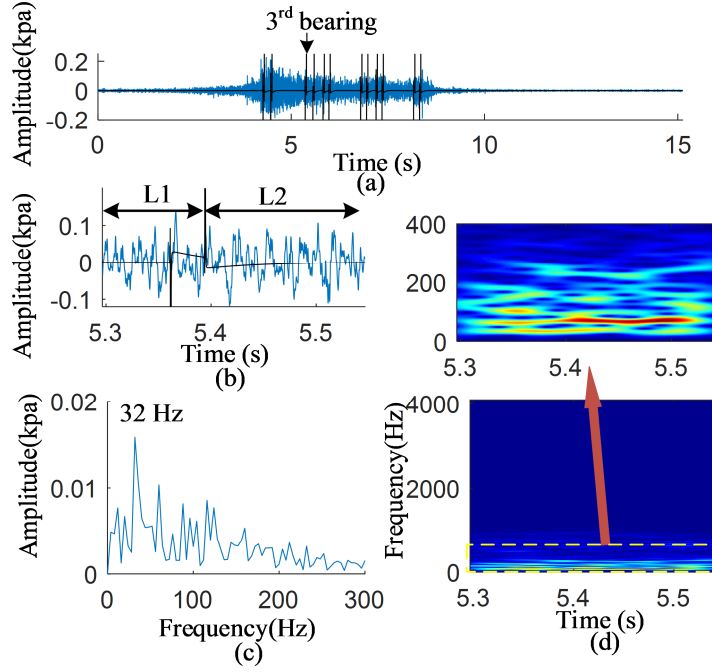 3rd bearing
Amplitude(kpa)
0.2
0
-0.2
0
5
10
15
Time (s)
(a)
L1
L2
Amplitude(kpa)
0.1
0
-0.1
5.3
5.4
5.5
Time (s)
(b)
400
200
0
5.3
5.4
5.5
Amplitude(kpa)
0.02
0.01
0
32 Hz
0
100
200
300
Frequency(Hz)
(c)
Frequency(Hz)
4000
2000
0
5.3
5.4
5.5
Time (s)
(d)